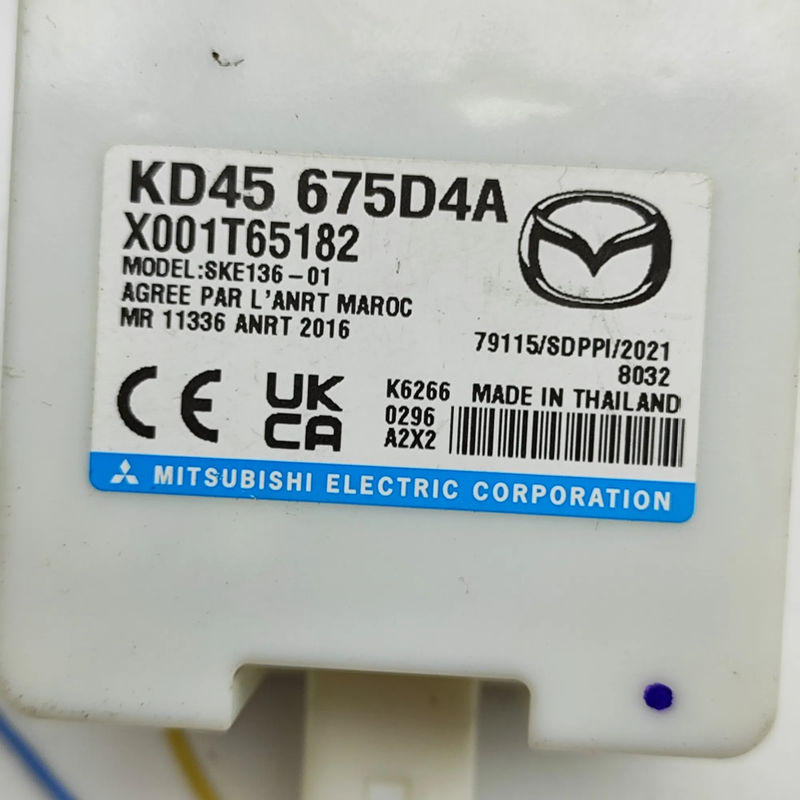 KD45 675D4A
X001T65182
MODEL:SKE136-01
AGREE PAR L'ANRT MAROC
MR 11336 ANRT 2016
79115/SDPPI/2021
8032
CE UK
CA
K6266 MADE IN THAILAND
0296
A2X2
MITSUBISHI ELECTRIC CORPORATION